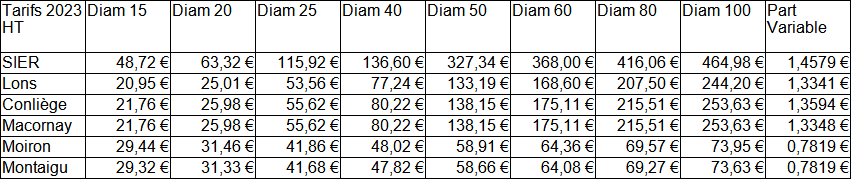 Tarifs 2023 HT Diam 15 Diam 20 Diam 25 Diam 40 Diam 50 Diam 60 Diam 80 Diam 100 Part Variable
SIER 48,72 € 63,32 € 115,92 € 136,60 € 327,34 € 368,00 € 416,06 € 464,98 € 1,4579 €
Lons 20,95 € 25,01 € 53,56 € 77,24 € 133,19 € 168,60 € 207,50 € 244,20 € 1,3341 €
Conliège 21,76 € 25,98 € 55,62 € 80,22 € 138,15 € 175,11 € 215,51 € 253,63 € 1,3594 €
Macornay 21,76 € 25,98 € 55,62 € 80,22 € 138,15 € 175,11 € 215,51 € 253,63 € 1,3348 €
Moiron 29,44 € 31,46 € 41,86 € 48,02 € 58,91 € 64,36 € 69,57 € 73,95 € 0,7819 €
Montaigu 29,32 € 31,33 € 41,68 € 47,82 € 58,66 € 64,08 € 69,27 € 73,63 € 0,7819 €